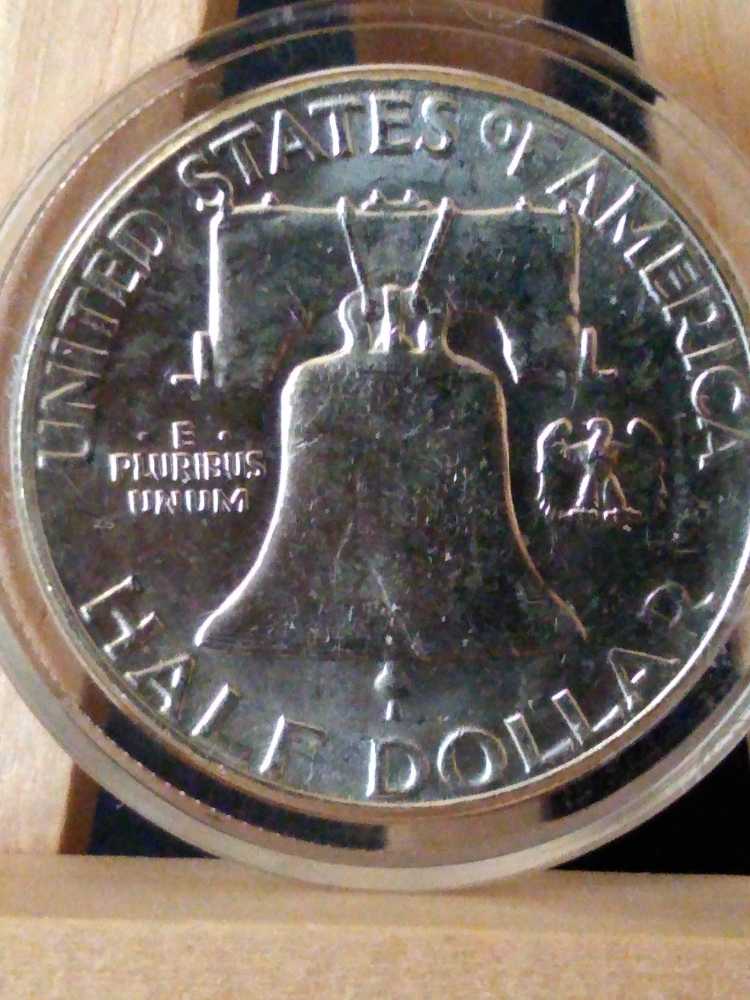 UNITED STATES of AMERICA
· E ·
PLURIBUS
UNUM
HALF DOLLAR